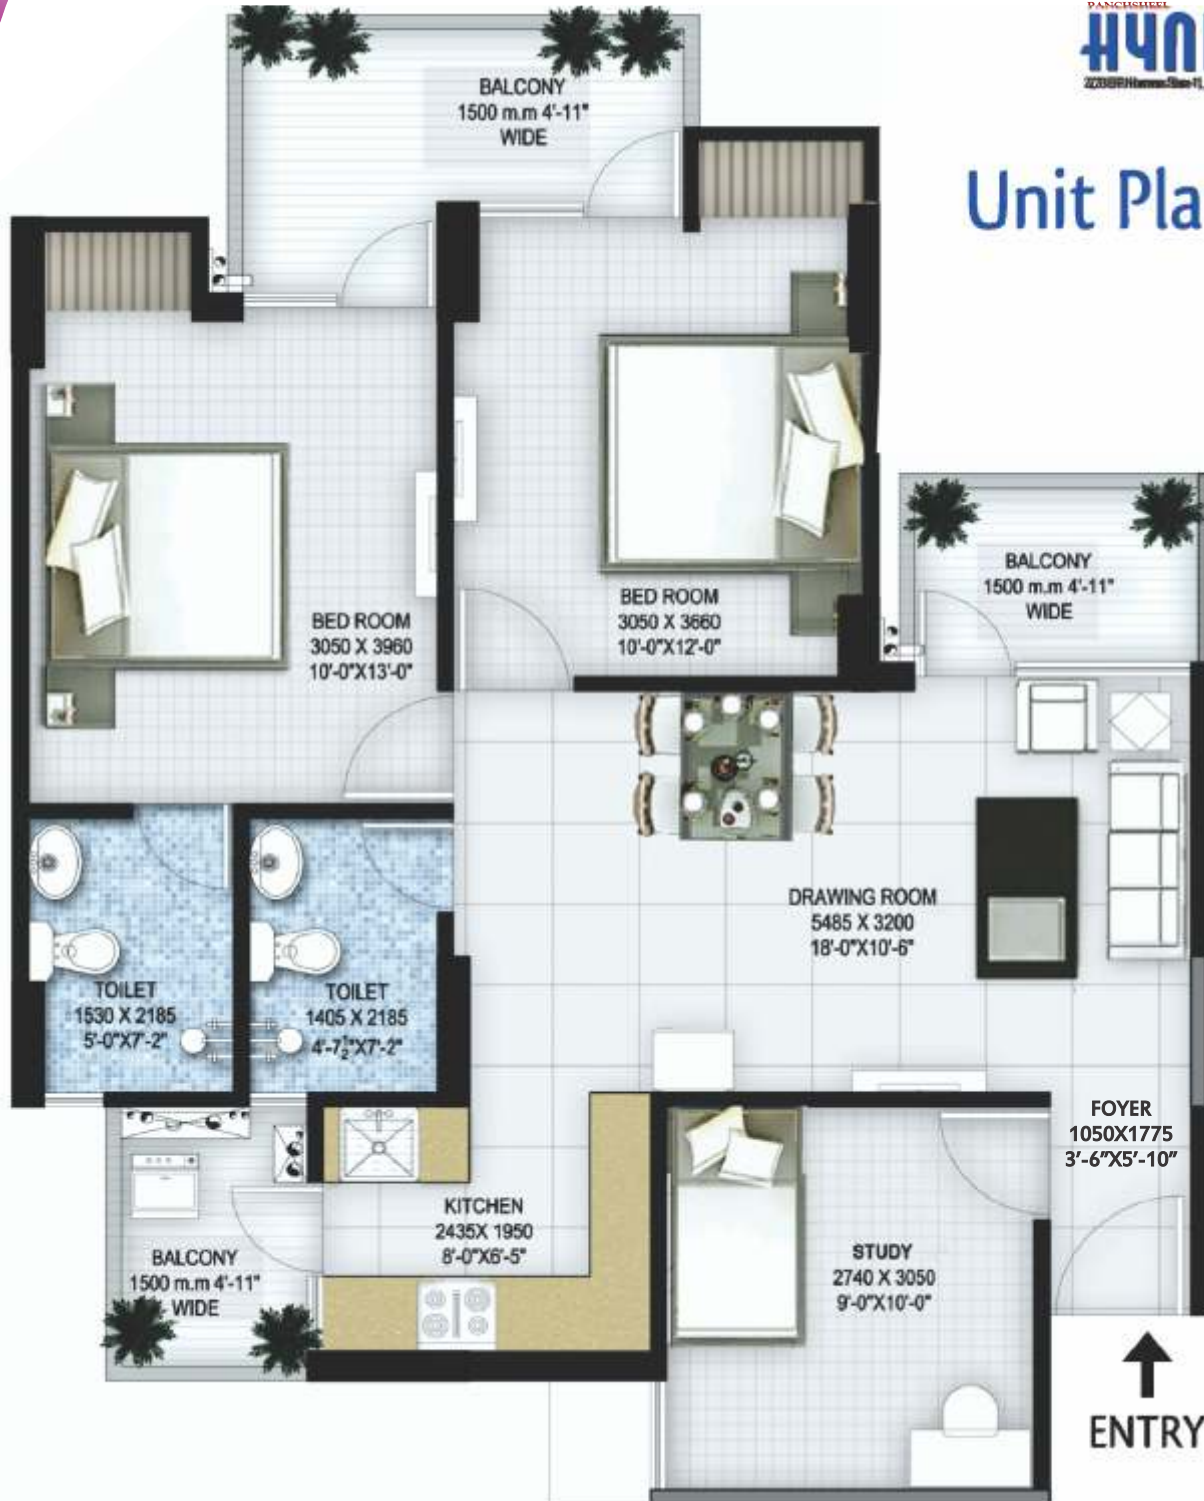 PANCHSHEEL
HYN
Unit Pla
BALCONY
1500 m.m 4'-11"
WIDE
BED ROOM
3050 X 3960
10'-0"X13'-0"
BED ROOM
3050 X 3660
10'-0"X12'-0"
BALCONY
1500 m.m 4'-11"
WIDE
DRAWING ROOM
5485 X 3200
18'-0"X10'-6"
TOILET
1530 X 2185
5'-0"X7'-2"
TOILET
1405 X 2185
4'-7½"X7'-2"
FOYER
1050X1775
3'-6"X5'-10"
KITCHEN
2435X 1950
8'-0"X6'-5"
BALCONY
1500 m.m 4'-11"
WIDE
STUDY
2740 X 3050
9'-0"X10'-0"
ENTRY